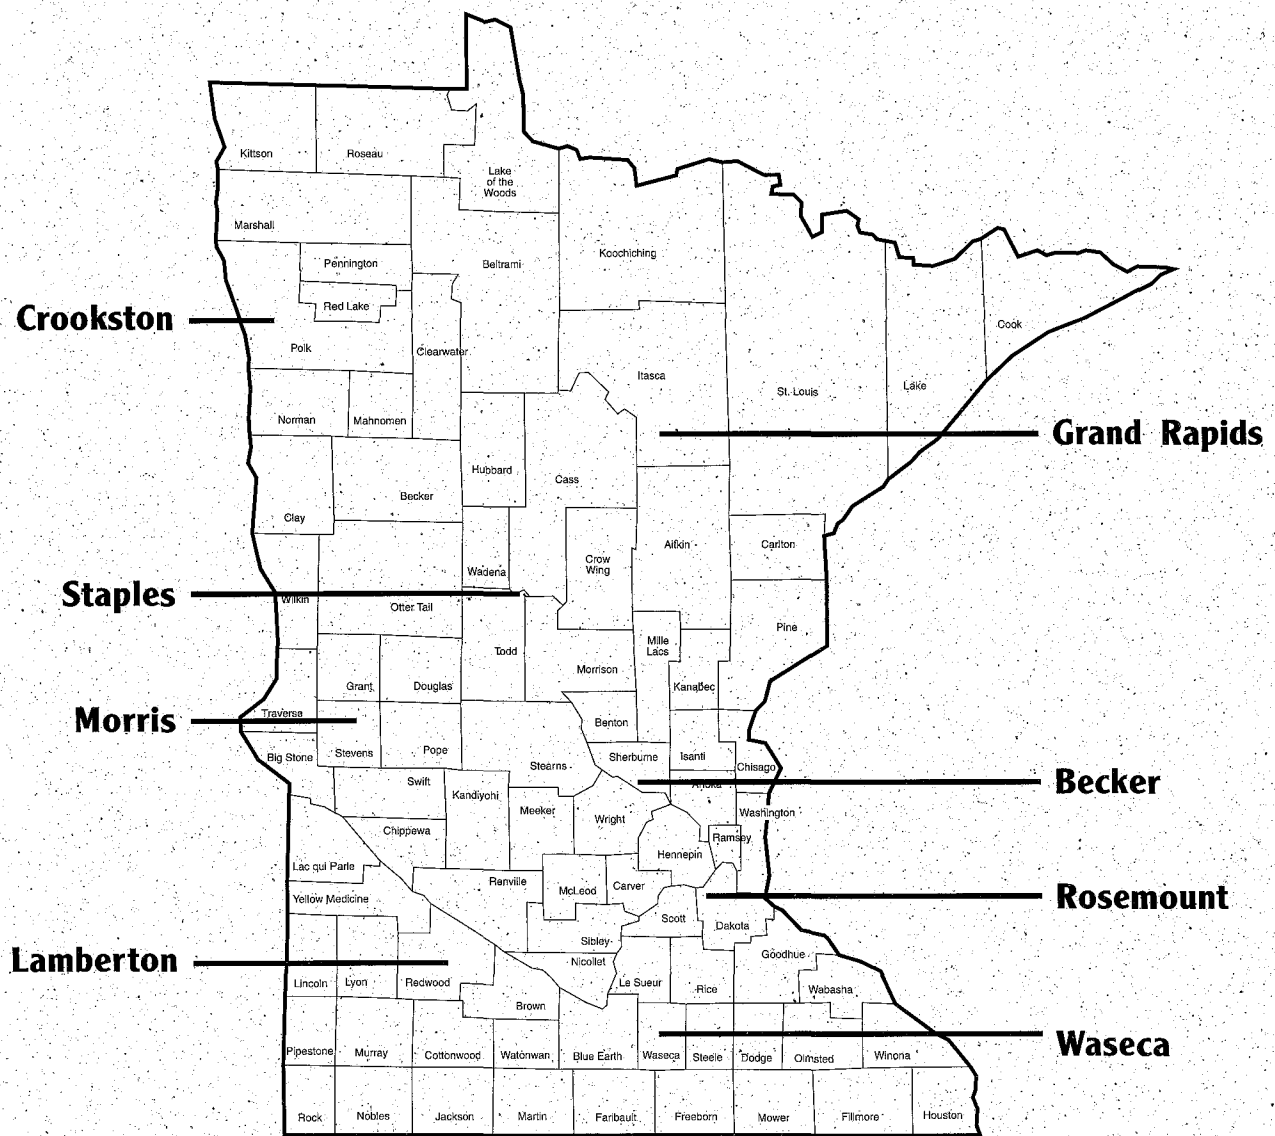 Kittson
Roseau
Lake
of the
Woods
Marshall
Koochiching
Pennington
Beltrami
Red Lake
Crookston
Cook
Polk
Clearwater
Itasca
Lake
St. Louis
Norman
Mahnomen
Grand Rapids
Hubbard
Cass
Becker
Clay
Aitkin
Carlton
Crow
Wing
Wadena
Staples
Wilkin
Otter Tail
Pine
Mille
Lacs
Todd
Morrison
Grant
Douglas
Kanabec
Traverse
Morris
Benton
Stevens
Pope
Big Stone
Sherburne
Isanti
Stearns
Chisago
Swift
Becker
Anoka
Kandiyohi
Meeker
Wright
Washington
Chippewa
Ramsey
Hennepin
Lac qui Parle
Renville
McLeod
Carver
Yellow Medicine
Rosemount
Scott
Dakota
Sibley
Goodhue
Lamberton
Nicollet
Lincoln
Lyon
Redwood
Le Sueur
Rice
Wabasha
Brown
Waseca
Pipestone
Murray
Cottonwood
Watonwan
Blue Earth
Waseca
Steele
Dodge
Olmsted
Winona
Rock
Nobles
Jackson
Martin
Faribault
Freeborn
Mower
Fillmore
Houston